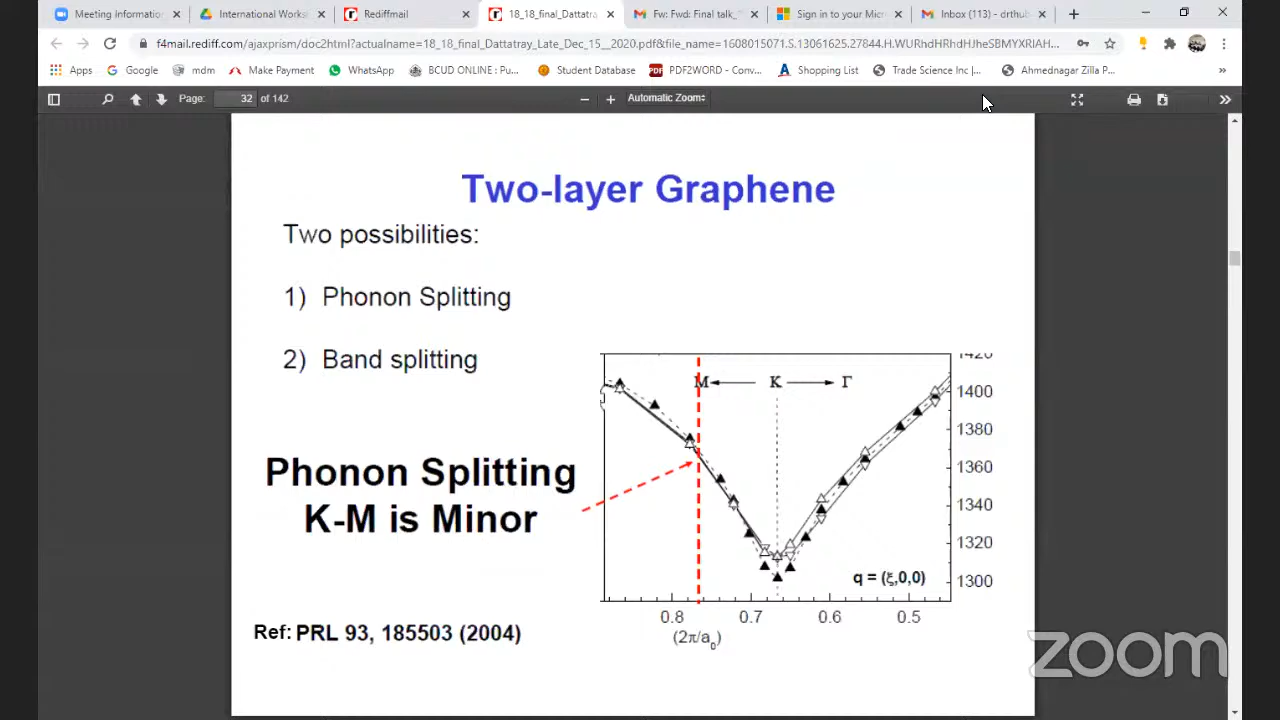 Meeting information
International Works
Rediffmail
18_18_final_Dattatra
Fw: Fwd: Final talk_
Sign in to your Micr
Inbox (113) - drthub
f4mail.rediff.com/ajaxprism/doc2html?actualname=18_18_final_Dattatray_Late_Dec_15__2020.pdf&file_name=1608015071.S.13061625.27844.H.WURhdHRhdHJheSBMYXRlAH...
Apps
Google
mdm
Make Payment
WhatsApp
BCUD ONLINE : Pu...
Student Database
PDF2WORD - Conv...
Shopping List
Trade Science Inc |...
Ahmednagar Zilla P...
Page: 32 of 142
Automatic Zoom
Two-layer Graphene
Two possibilities:
1) Phonon Splitting
2) Band splitting
Phonon Splitting
K-M is Minor
Ref: PRL 93, 185503 (2004)
M K Γ
1420
1400
1380
1360
1340
1320
1300
q = (ξ,0,0)
0.8 0.7 0.6 0.5
(2π/a0)
zoom